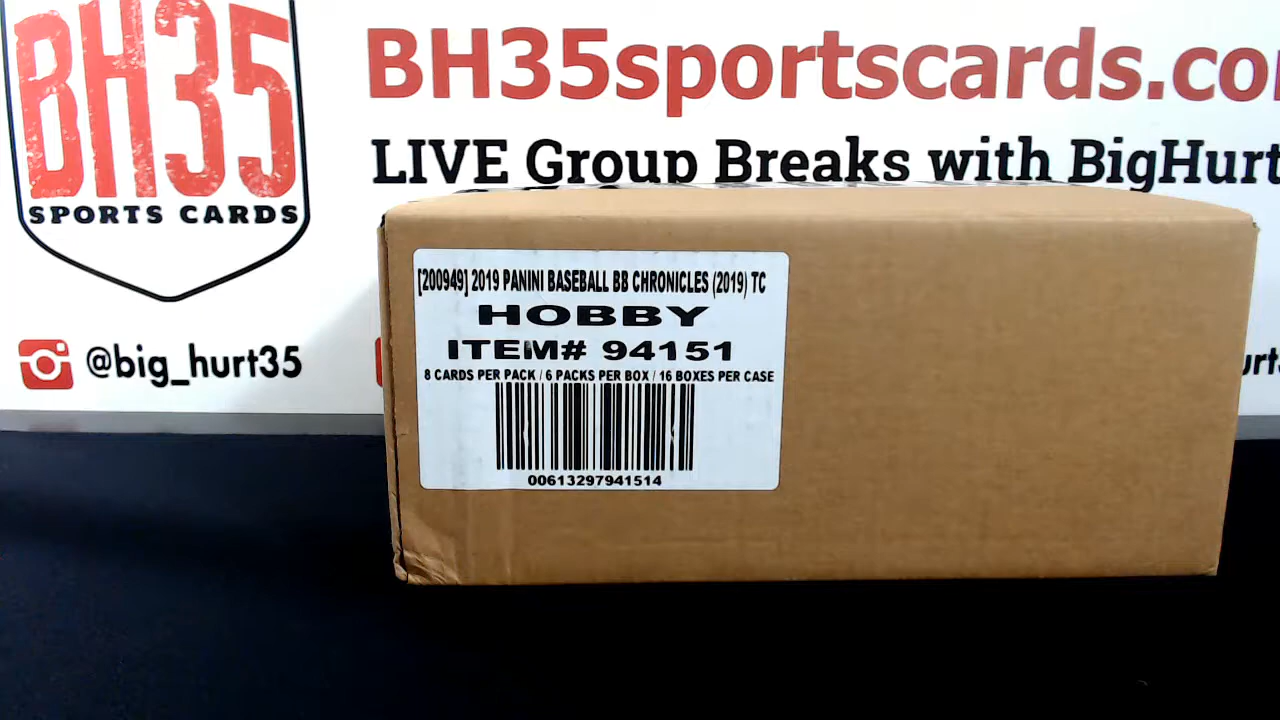 BH35
SPORTS CARDS
@big_hurt35
BH35sportscards.co
LIVE Group Breaks with BigHurt
[200949] 2019 PANINI BASEBALL BB CHRONICLES (2019) TC
HOBBY
ITEM# 94151
8 CARDS PER PACK / 6 PACKS PER BOX / 16 BOXES PER CASE
00613297941514